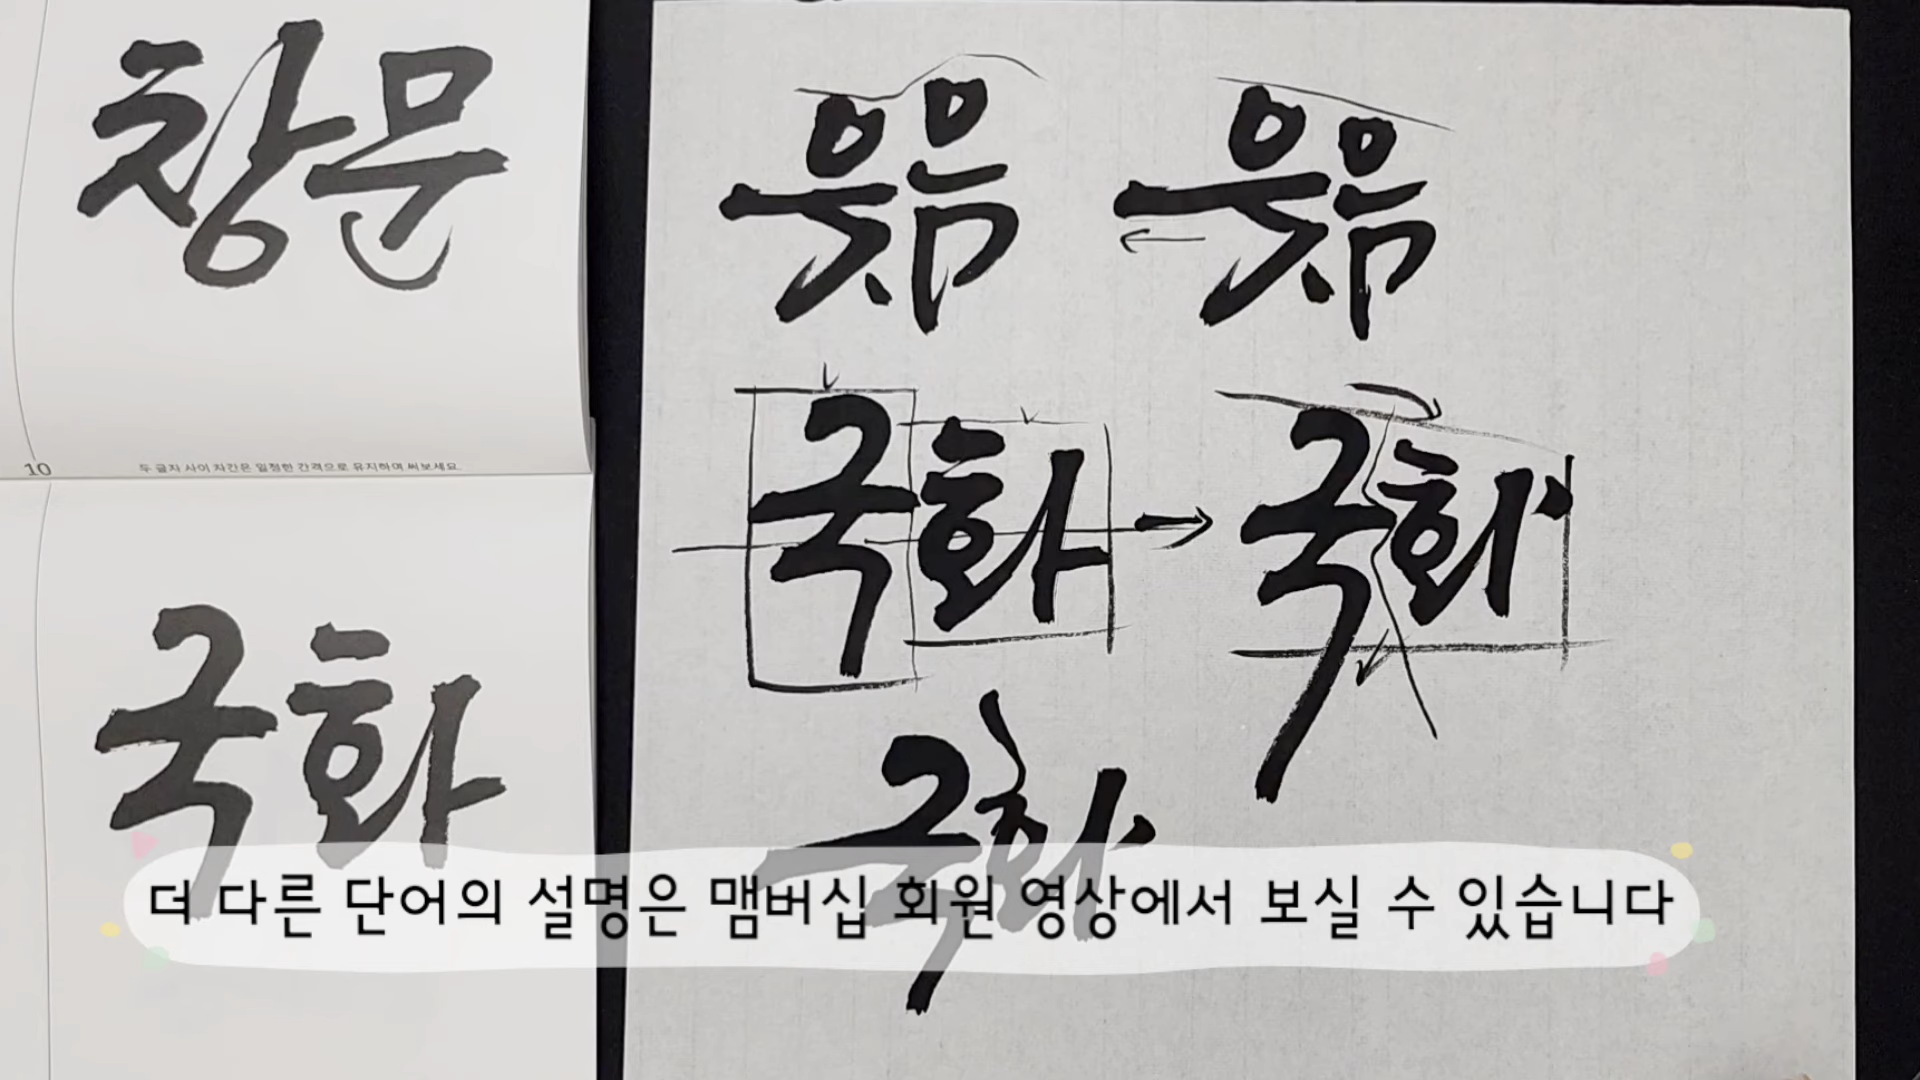 창문
10
두 글자 사이 자간은 일정한 간격으로 유지하며 써보세요.
국화
웃음 웃음
국화 국화
국화
더 다른 단어의 설명은 맴버십 회원 영상에서 보실 수 있습니다